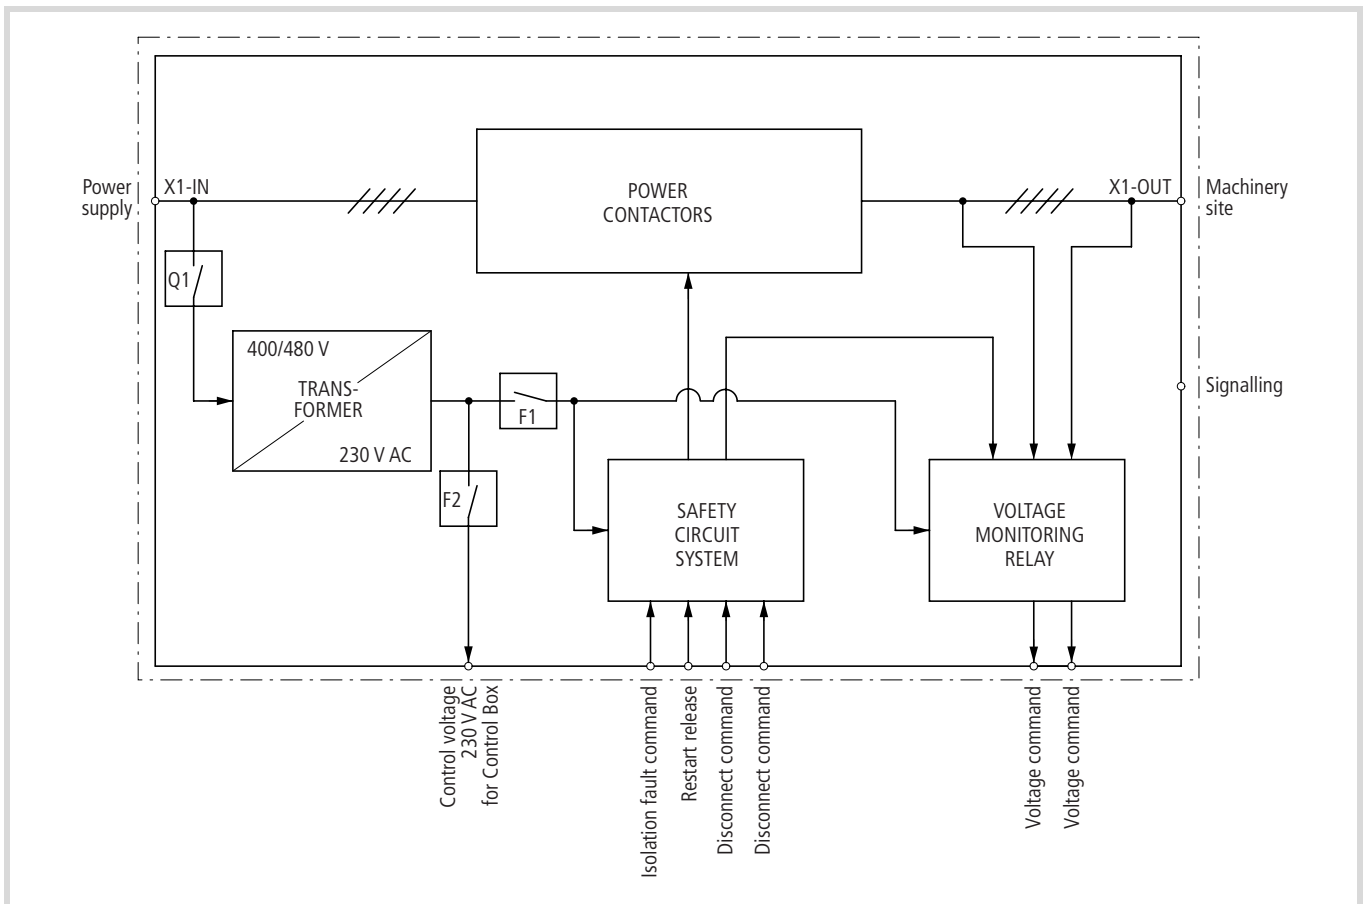 POWER
CONTACTORS
Power
supply
X1-IN
X1-OUT
Machinery
site
Q1
400/480 V
TRANS-
FORMER
230 V AC
F1
F2
Signalling
SAFETY
CIRCUIT
SYSTEM
VOLTAGE
MONITORING
RELAY
Control voltage
230 V AC
for Control Box
Isolation fault command
Restart release
Disconnect command
Disconnect command
Voltage command
Voltage command